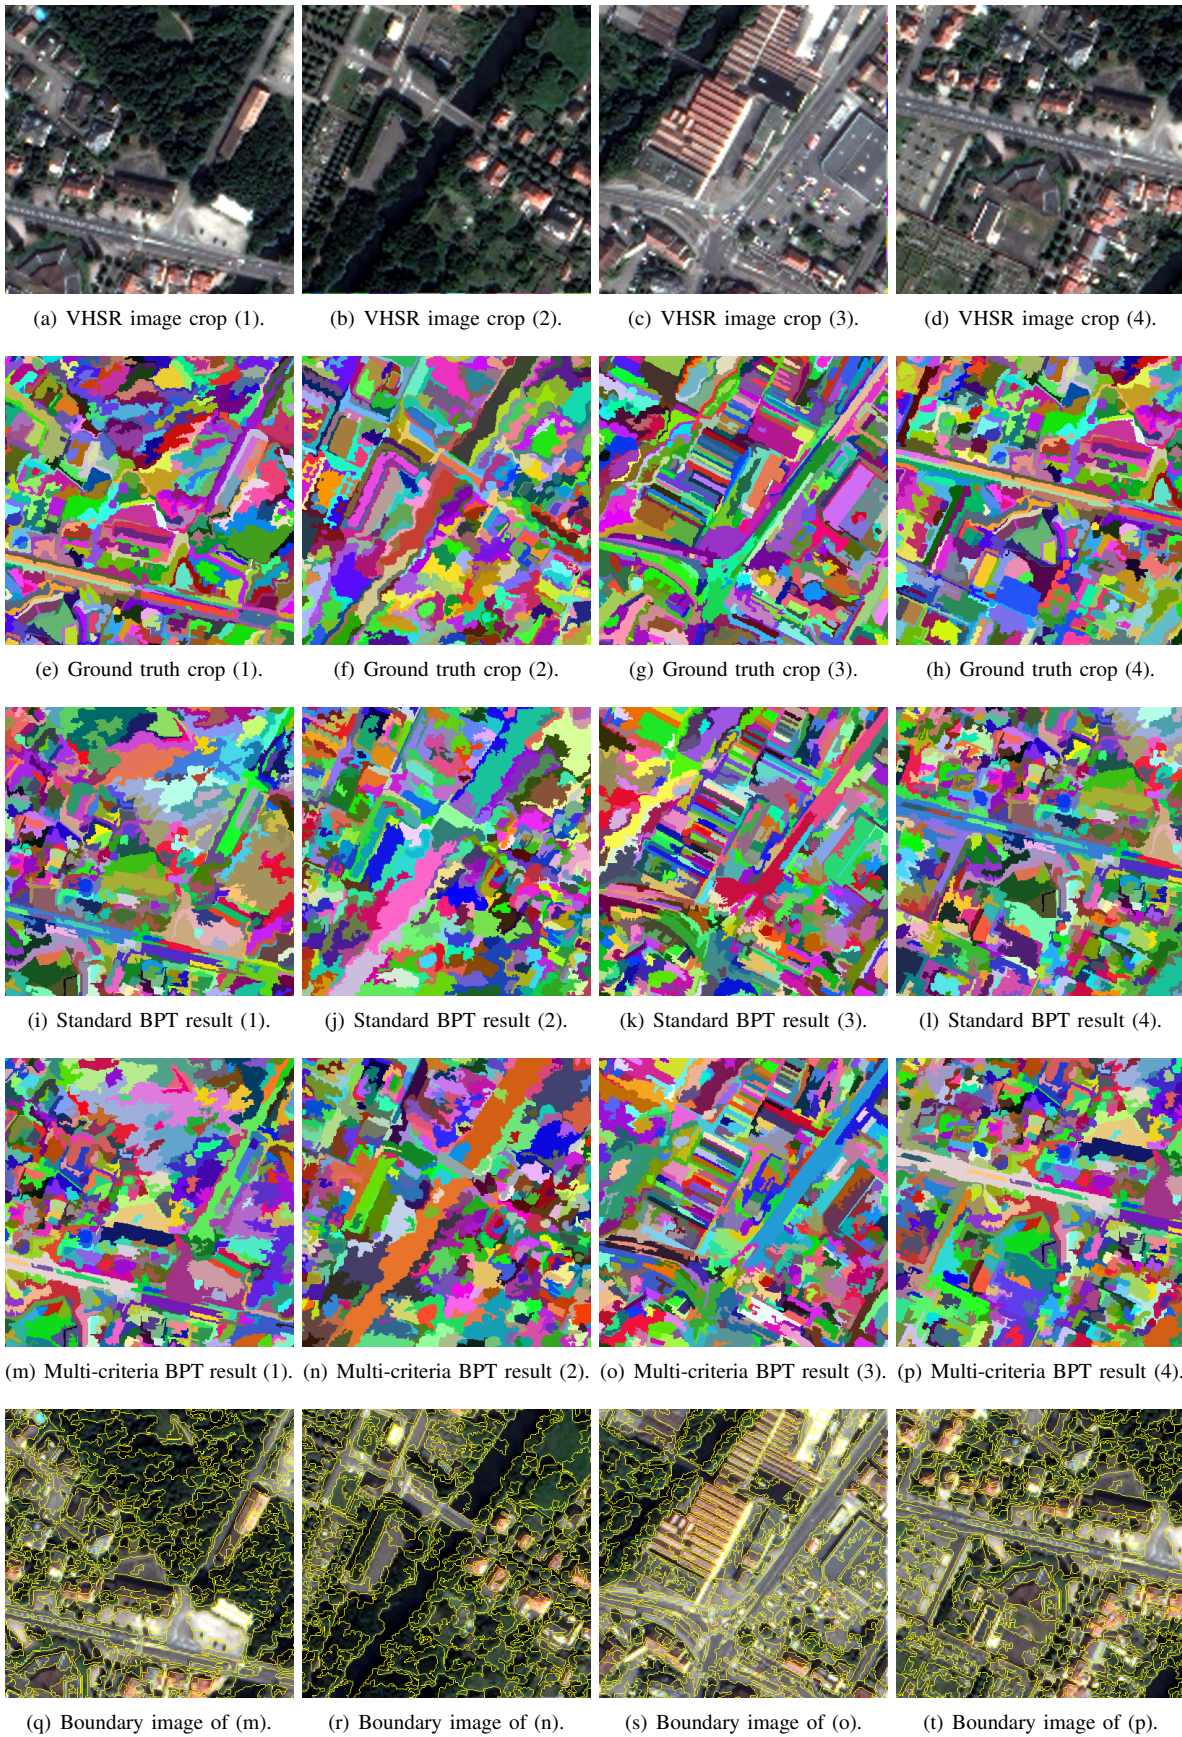 (a) VHSR image crop (1).
(b) VHSR image crop (2).
(c) VHSR image crop (3).
(d) VHSR image crop (4).
(e) Ground truth crop (1).
(f) Ground truth crop (2).
(g) Ground truth crop (3).
(h) Ground truth crop (4).
(i) Standard BPT result (1).
(j) Standard BPT result (2).
(k) Standard BPT result (3).
(l) Standard BPT result (4).
(m) Multi-criteria BPT result (1).
(n) Multi-criteria BPT result (2).
(o) Multi-criteria BPT result (3).
(p) Multi-criteria BPT result (4).
(q) Boundary image of (m).
(r) Boundary image of (n).
(s) Boundary image of (o).
(t) Boundary image of (p).